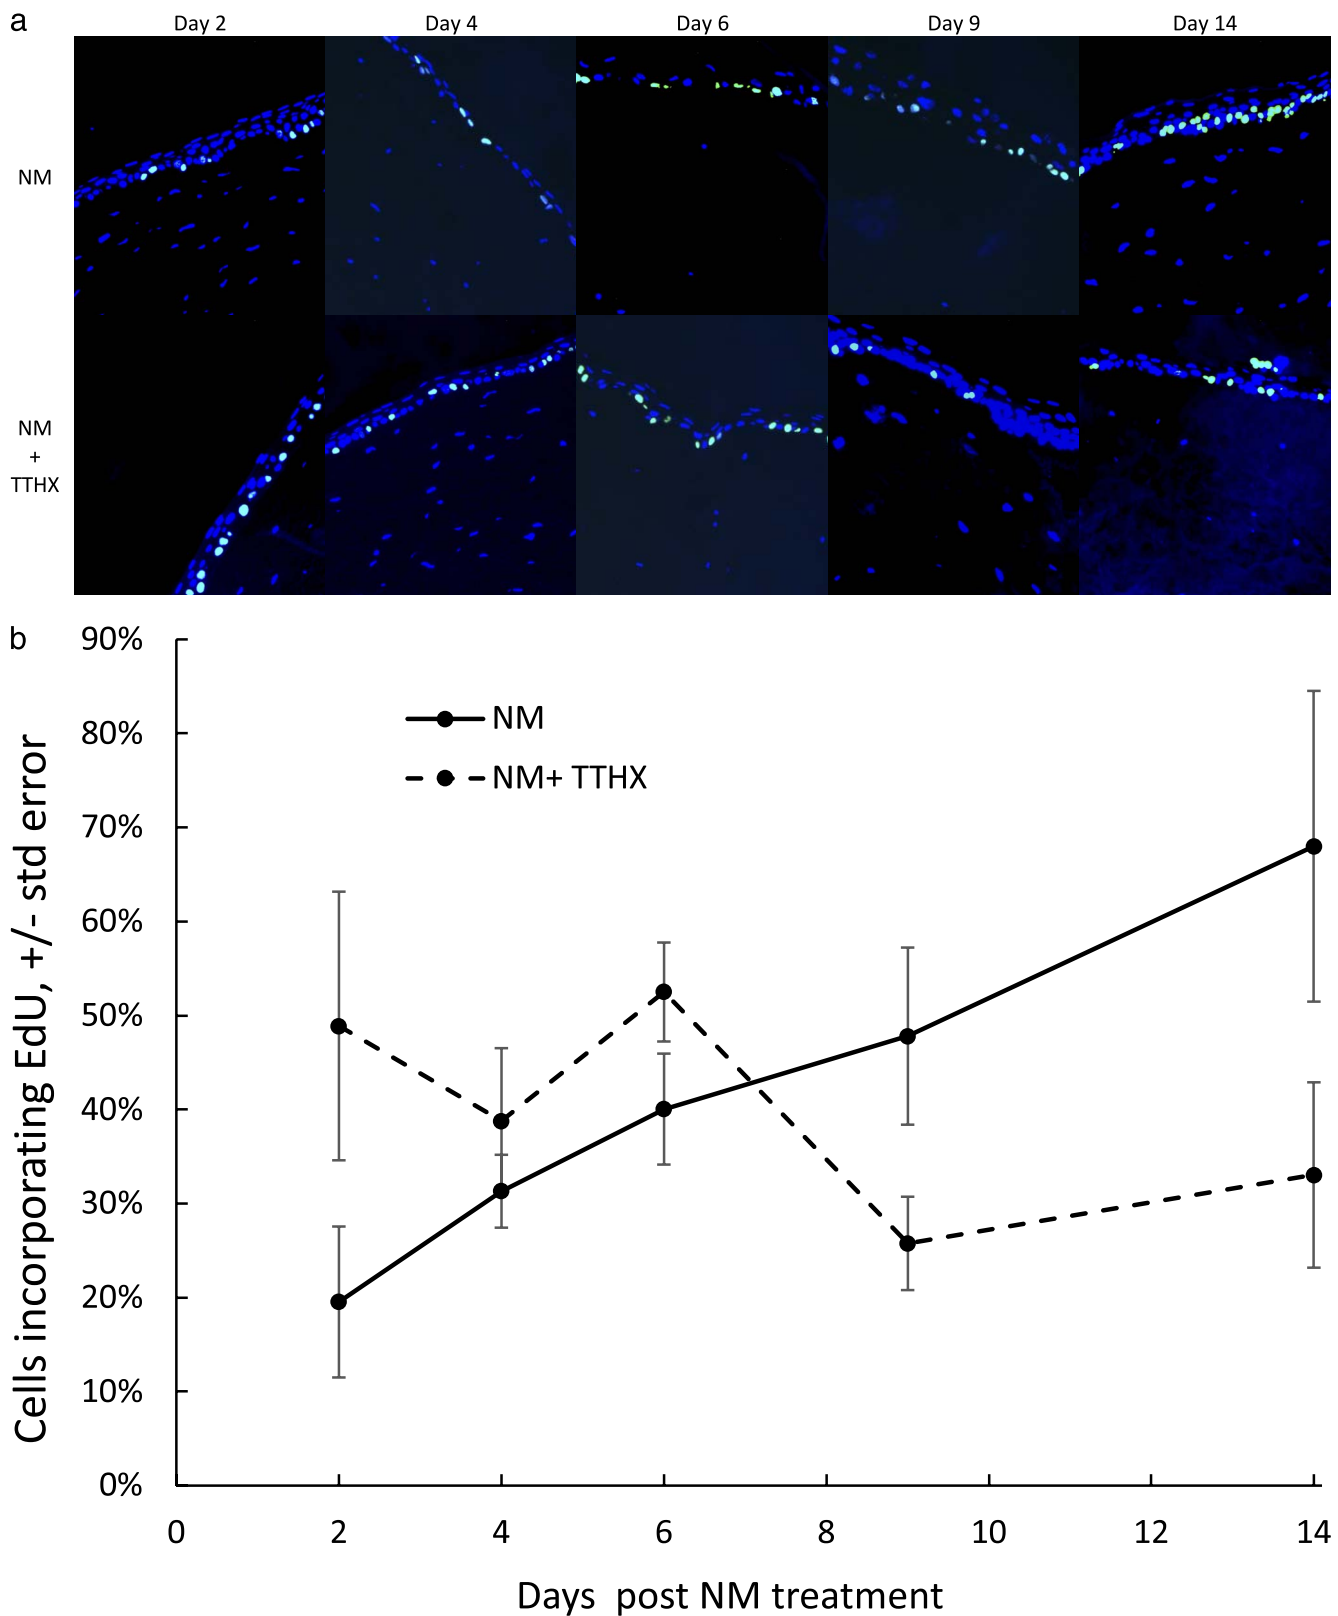 a
Day 2 Day 4 Day 6 Day 9 Day 14
NM
NM
+
TTHX
b
90%
80%
70%
60%
50%
40%
30%
20%
10%
0%
Cells incorporating EdU, +/- std error
NM
NM+ TTHX
0 2 4 6 8 10 12 14
Days post NM treatment